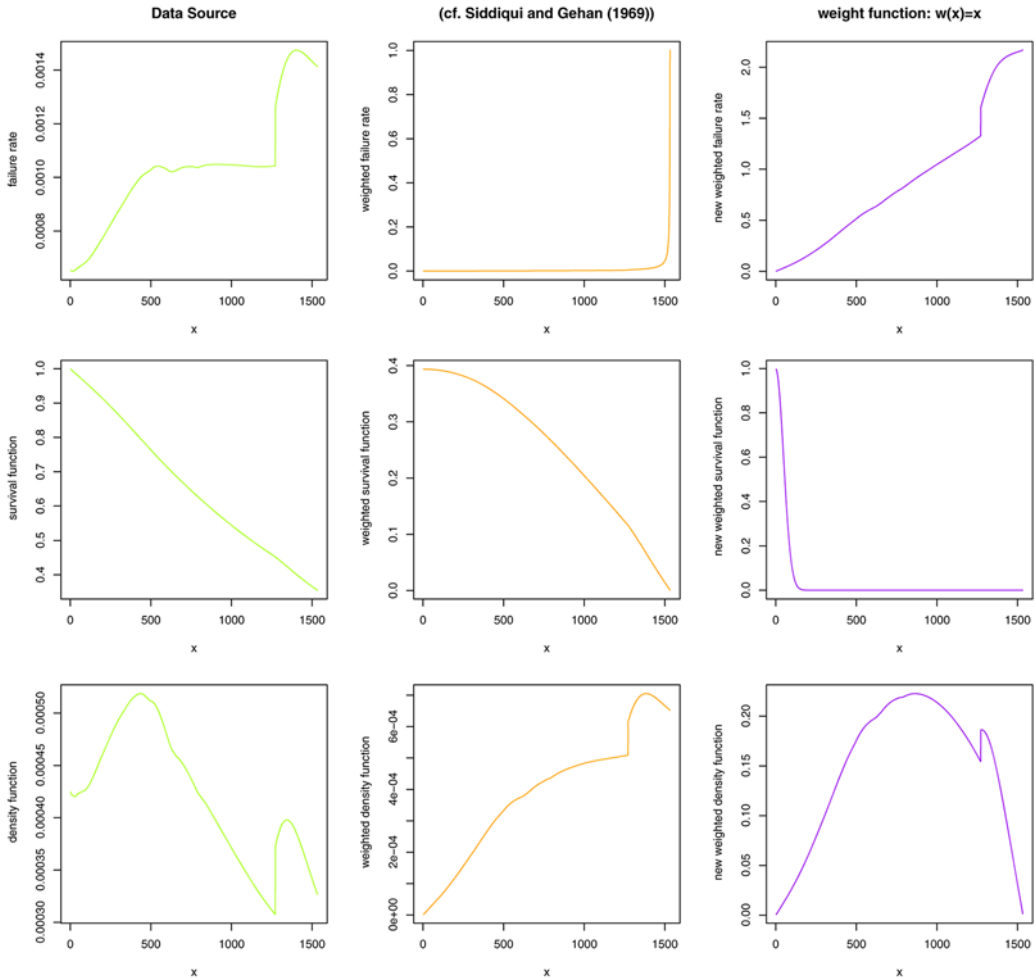 Data Source
(cf. Siddiqui and Gehan (1969))
weight function: w(x)=x
failure rate
0.0014
0.0012
0.0010
0.0008
0 500 1000 1500
x
weighted failure rate
1.0
0.8
0.6
0.4
0.2
0.0
0 500 1000 1500
x
new weighted failure rate
2.0
1.5
1.0
0.5
0.0
0 500 1000 1500
x
survival function
1.0
0.9
0.8
0.7
0.6
0.5
0.4
0 500 1000 1500
x
weighted survival function
0.4
0.3
0.2
0.1
0.0
0 500 1000 1500
x
new weighted survival function
1.0
0.8
0.6
0.4
0.2
0.0
0 500 1000 1500
x
density function
0.00050
0.00045
0.00040
0.00035
0.00030
0 500 1000 1500
x
weighted density function
6e−04
4e−04
2e−04
0e+00
0 500 1000 1500
x
new weighted density function
0.20
0.15
0.10
0.05
0.00
0 500 1000 1500
x